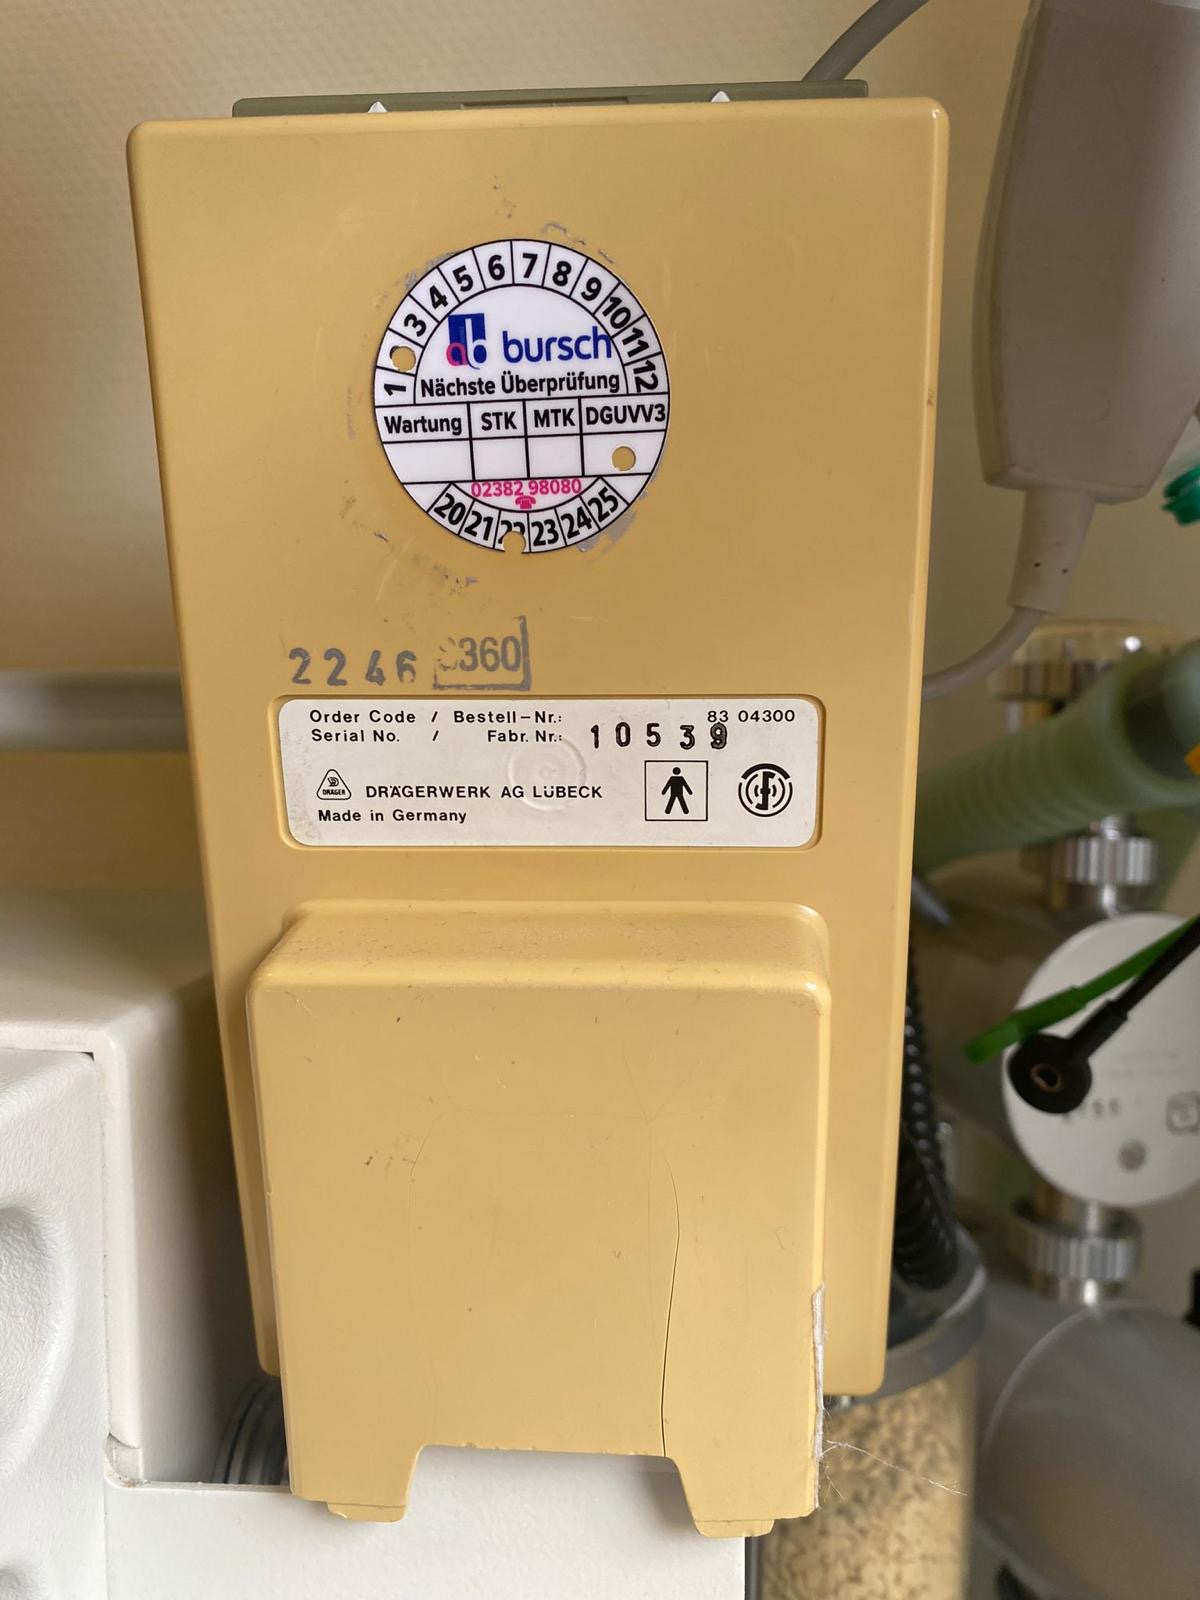 1 3 4 5 6 7 8 9 10 11 12
bursch
Nächste Überprüfung
Wartung STK MTK DGUVV3
02382 98080
20 21 22 23 24 25
2246 360
Order Code / Bestell-Nr.: 83 04300
Serial No. / Fabr. Nr.: 10539
DRÄGER DRÄGERWERK AG LÜBECK
Made in Germany